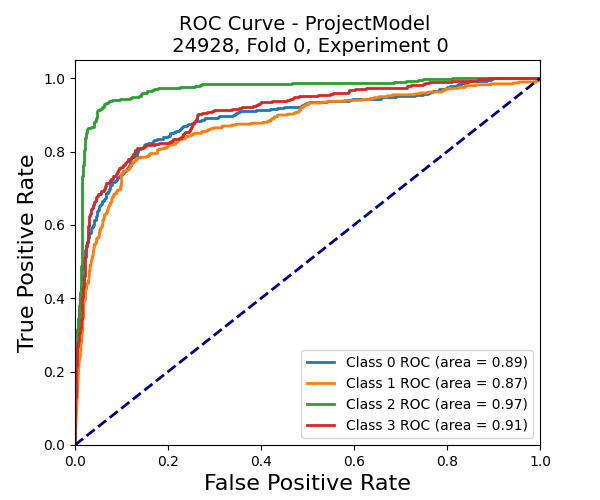 ROC Curve - ProjectModel
24928, Fold 0, Experiment 0
True Positive Rate
1.0
0.8
0.6
0.4
0.2
0.0
Class 0 ROC (area = 0.89)
Class 1 ROC (area = 0.87)
Class 2 ROC (area = 0.97)
Class 3 ROC (area = 0.91)
0.0 0.2 0.4 0.6 0.8 1.0
False Positive Rate